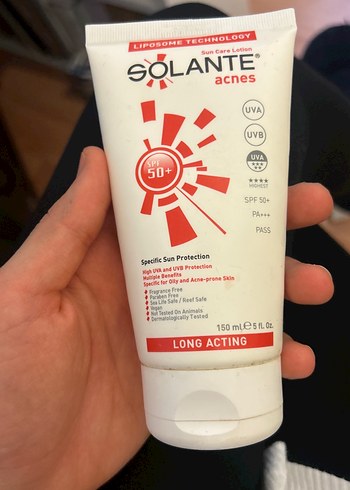 LIPOSOME TECHNOLOGY
Sun Care Lotion
SOLANTE®
acnes
UVA
UVB
SPF
50+
UVA
★★★★
HIGHEST
SPF 50+
PA+++
PASS
Specific Sun Protection
High UVA and UVB Protection
Multiple Benefits
Specific for Oily and Acne-prone Skin
Fragrance Free
Paraben Free
Sea Life Safe / Reef Safe
Vegan
Not Tested On Animals
Dermatologically Tested
150 ml ℮ 5 fl. Oz.
LONG ACTING